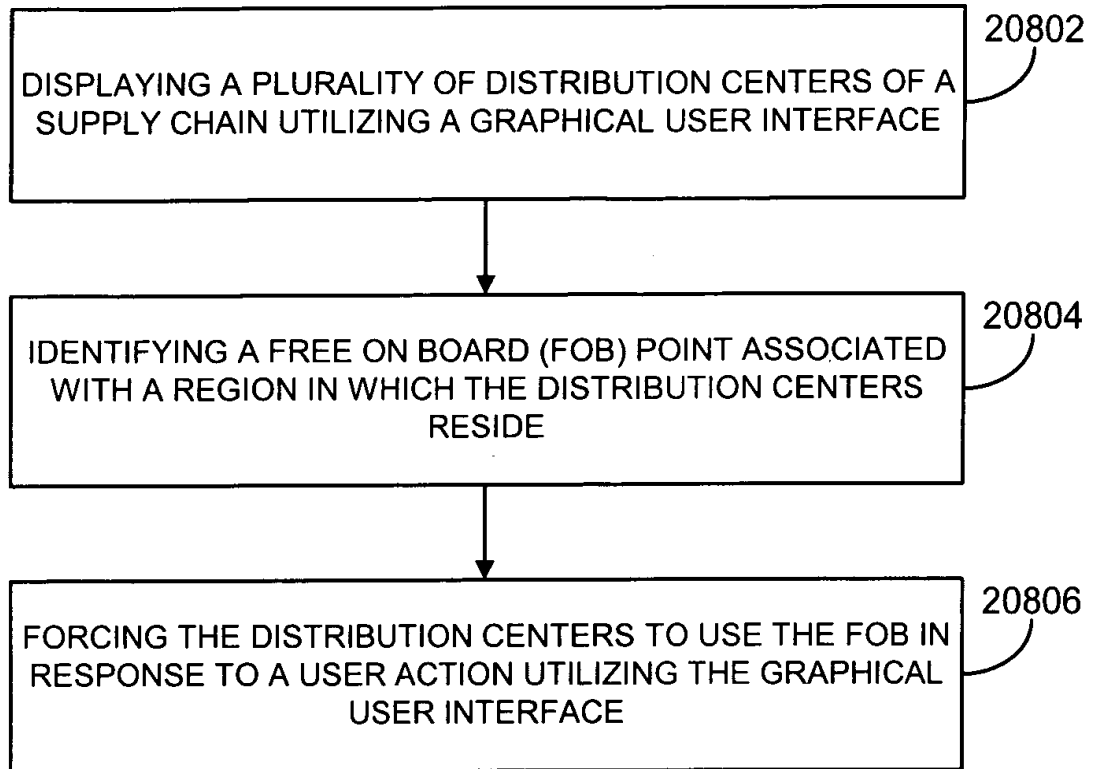 20802
DISPLAYING A PLURALITY OF DISTRIBUTION CENTERS OF A
SUPPLY CHAIN UTILIZING A GRAPHICAL USER INTERFACE
20804
IDENTIFYING A FREE ON BOARD (FOB) POINT ASSOCIATED
WITH A REGION IN WHICH THE DISTRIBUTION CENTERS
RESIDE
20806
FORCING THE DISTRIBUTION CENTERS TO USE THE FOB IN
RESPONSE TO A USER ACTION UTILIZING THE GRAPHICAL
USER INTERFACE